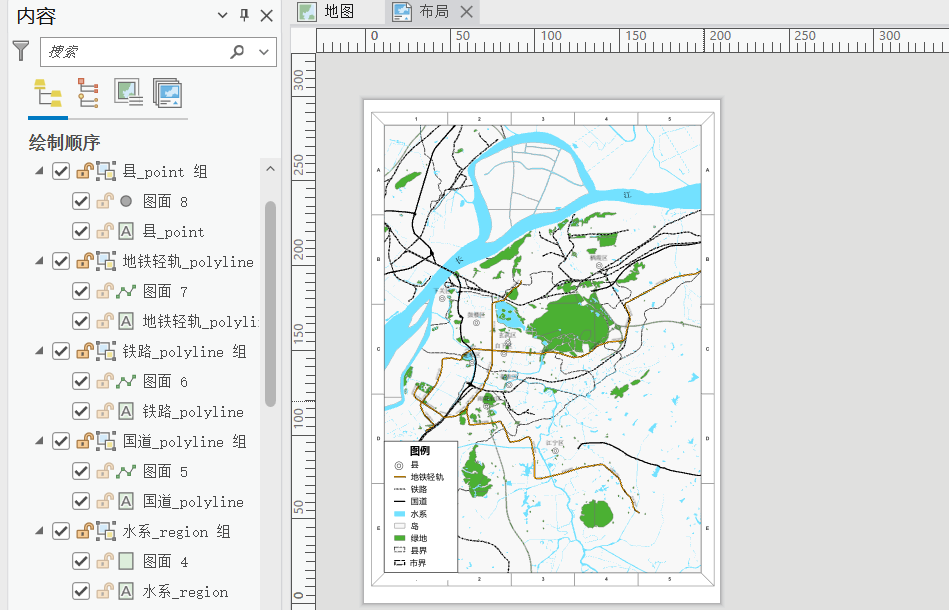 内容
搜索
绘制顺序
县_point 组
图面 8
县_point
地铁轻轨_polyline
图面 7
地铁轻轨_polyli
铁路_polyline 组
图面 6
铁路_polyline
国道_polyline 组
图面 5
国道_polyline
水系_region 组
图面 4
水系_region
地图
布局
0 50 100 150 200 250 300
300
250
200
150
100
50
0
1 2 3 4 5
A A
B B
C C
D D
E E
1 2 3 4 5
江
长
图例
县
地铁轻轨
铁路
国道
水系
岛
绿地
县界
市界